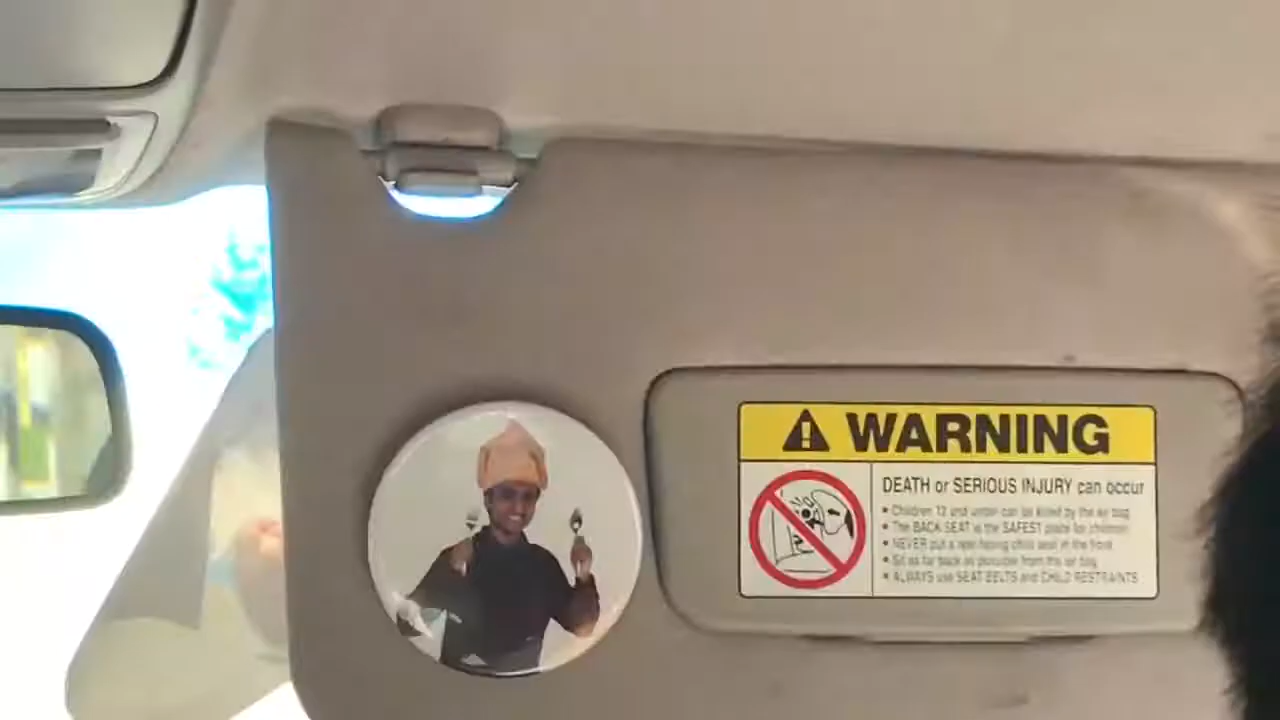 WARNING
DEATH or SERIOUS INJURY can occur
• Children 12 and under can be killed by the air bag
• The BACK SEAT is the SAFEST place for children
• NEVER put a rear-facing child seat in the front
• Sit as far back as possible from the air bag
• ALWAYS use SEAT BELTS and CHILD RESTRAINTS